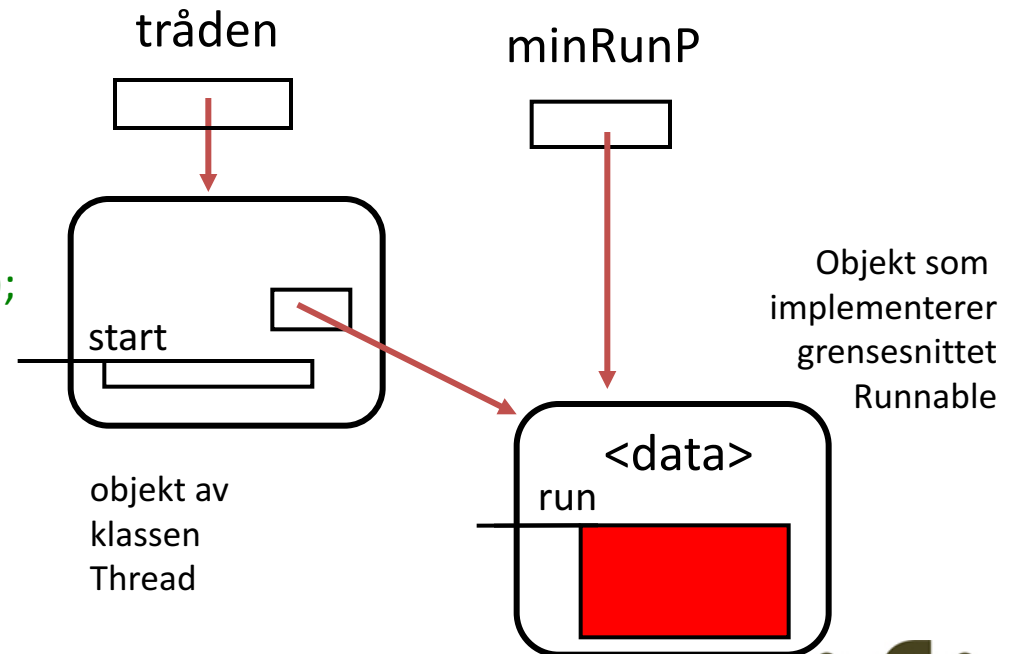 tråden
minRunP
;
start
Objekt som
implementerer
grensesnittet
Runnable
<data>
run
objekt av
klassen
Thread